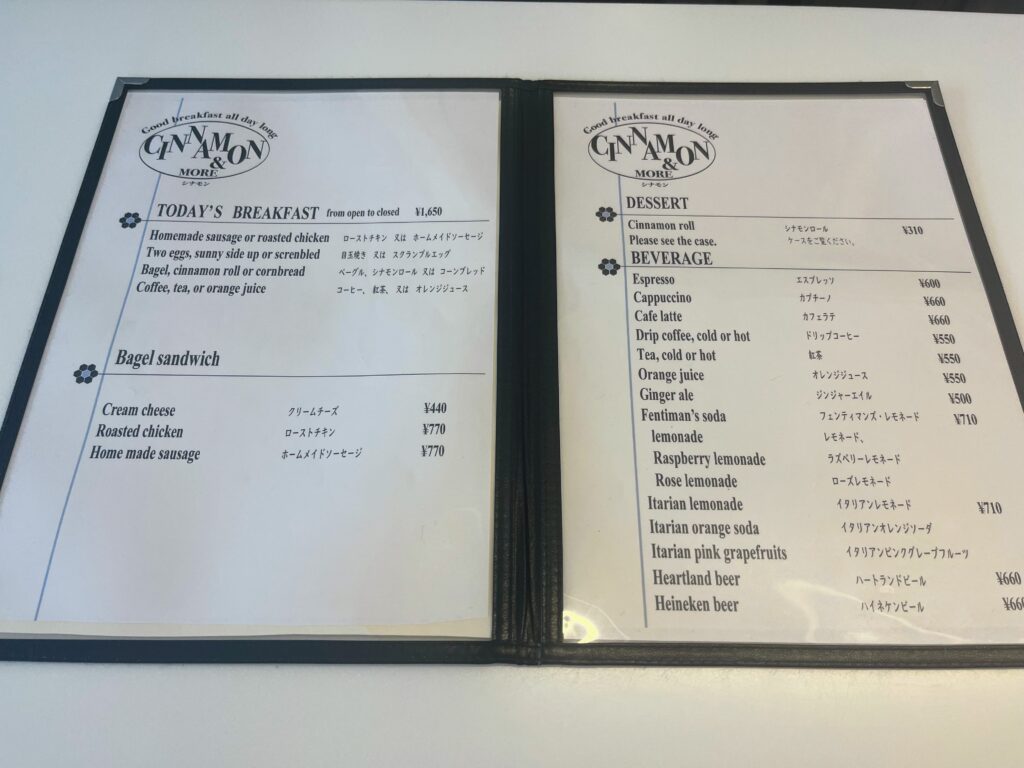 Good breakfast all day long
CINNAMON
&
MORE
シナモン
TODAY'S BREAKFAST from open to closed ¥1,650
Homemade sausage or roasted chicken ローストチキン 又は ホームメイドソーセージ
Two eggs, sunny side up or screnbled 目玉焼き 又は スクランブルエッグ
Bagel, cinnamon roll or cornbread ベーグル、シナモンロール 又は コーンブレッド
Coffee, tea, or orange juice コーヒー、紅茶、又は オレンジジュース
Bagel sandwich
Cream cheese クリームチーズ ¥440
Roasted chicken ローストチキン ¥770
Home made sausage ホームメイドソーセージ ¥770
Good breakfast all day long
CINNAMON
&
MORE
シナモン
DESSERT
Cinnamon roll シナモンロール ¥310
Please see the case. ケースをご覧ください。
BEVERAGE
Espresso エスプレッソ ¥600
Cappuccino カプチーノ ¥660
Cafe latte カフェラテ ¥660
Drip coffee, cold or hot ドリップコーヒー ¥550
Tea, cold or hot 紅茶 ¥550
Orange juice オレンジジュース ¥550
Ginger ale ジンジャーエイル ¥500
Fentiman's soda フェンティマンズ・レモネード ¥710
lemonade レモネード、
Raspberry lemonade ラズベリーレモネード
Rose lemonade ローズレモネード
Itarian lemonade イタリアンレモネード ¥710
Itarian orange soda イタリアンオレンジソーダ
Itarian pink grapefruits イタリアンピンクグレープフルーツ
Heartland beer ハートランドビール ¥660
Heineken beer ハイネケンビール ¥660